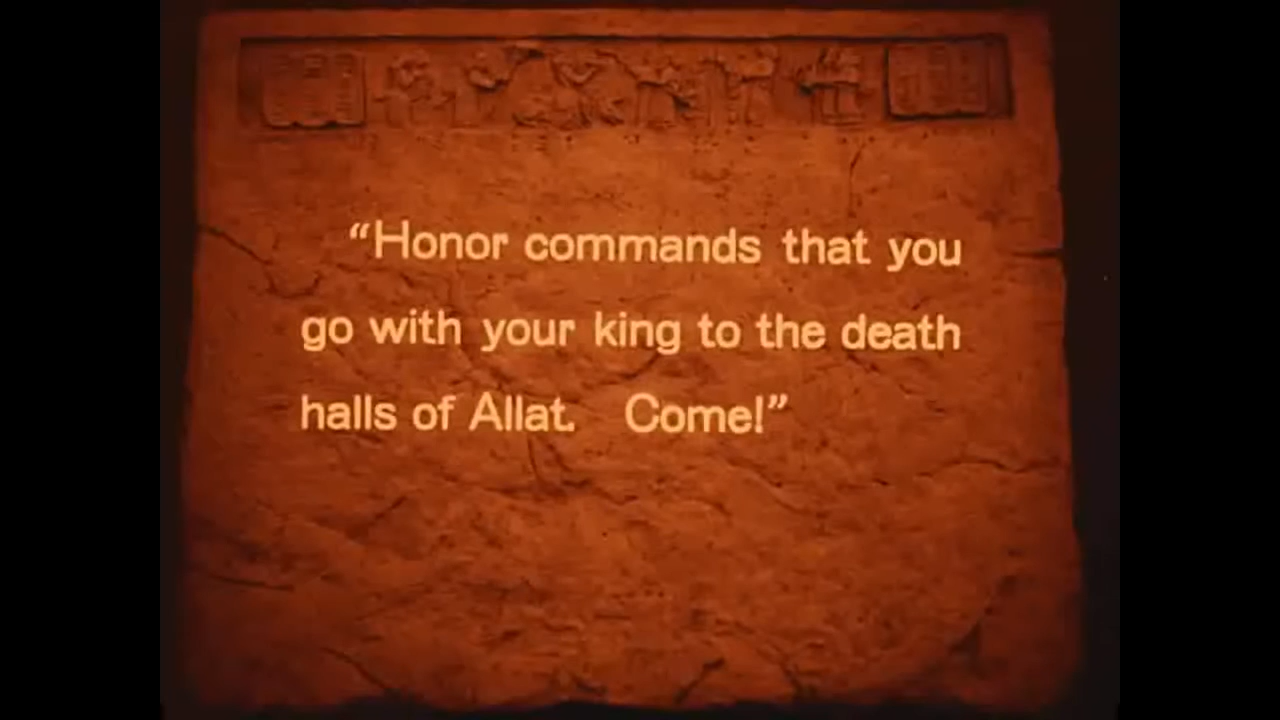 “Honor commands that you
go with your king to the death
halls of Allat. Come!”